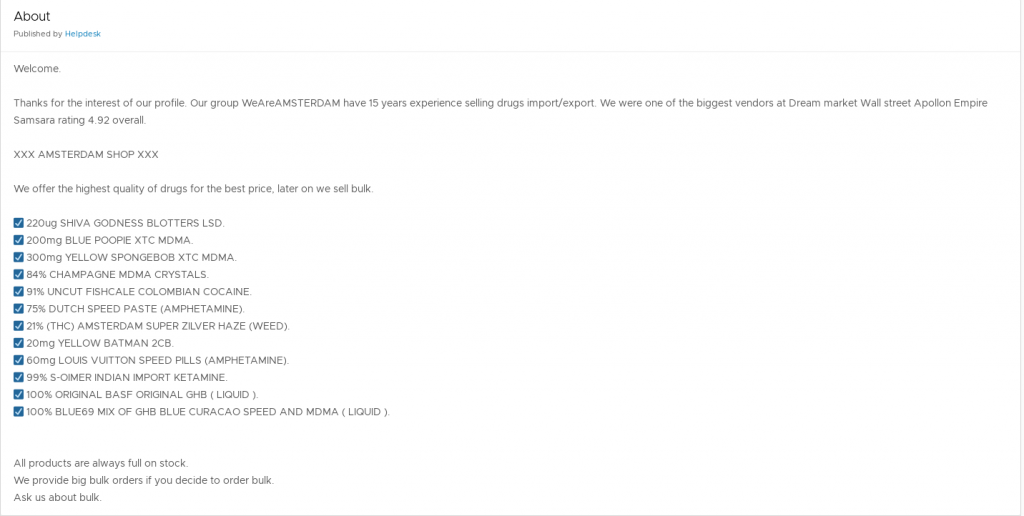 About
Published by Helpdesk
Welcome.
Thanks for the interest of our profile. Our group WeAreAMSTERDAM have 15 years experience selling drugs import/export. We were one of the biggest vendors at Dream market Wall street Apollon Empire
Samsara rating 4.92 overall.
XXX AMSTERDAM SHOP XXX
We offer the highest quality of drugs for the best price, later on we sell bulk.
220ug SHIVA GODNESS BLOTTERS LSD.
200mg BLUE POOPIE XTC MDMA.
300mg YELLOW SPONGEBOB XTC MDMA.
84% CHAMPAGNE MDMA CRYSTALS.
91% UNCUT FISHCALE COLOMBIAN COCAINE.
75% DUTCH SPEED PASTE (AMPHETAMINE).
21% (THC) AMSTERDAM SUPER ZILVER HAZE (WEED).
20mg YELLOW BATMAN 2CB.
60mg LOUIS VUITTON SPEED PILLS (AMPHETAMINE).
99% S-OIMER INDIAN IMPORT KETAMINE.
100% ORIGINAL BASF ORIGINAL GHB ( LIQUID ).
100% BLUE69 MIX OF GHB BLUE CURACAO SPEED AND MDMA ( LIQUID ).
All products are always full on stock.
We provide big bulk orders if you decide to order bulk.
Ask us about bulk.